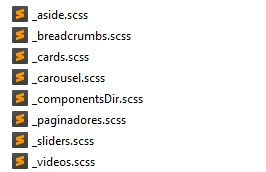 _aside.scss
_breadcrumbs.scss
_cards.scss
_carousel.scss
_componentsDir.scss
_paginadores.scss
_sliders.scss
_videos.scss